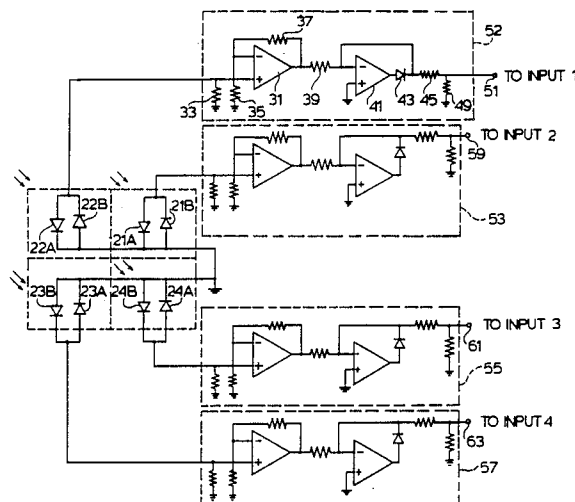 37
52
TO INPUT 1
33
35
31
39
41
43
45
49
51
TO INPUT 2
59
53
22B
21B
22A
21A
23B
23A
24B
24A
TO INPUT 3
61
55
TO INPUT 4
63
57